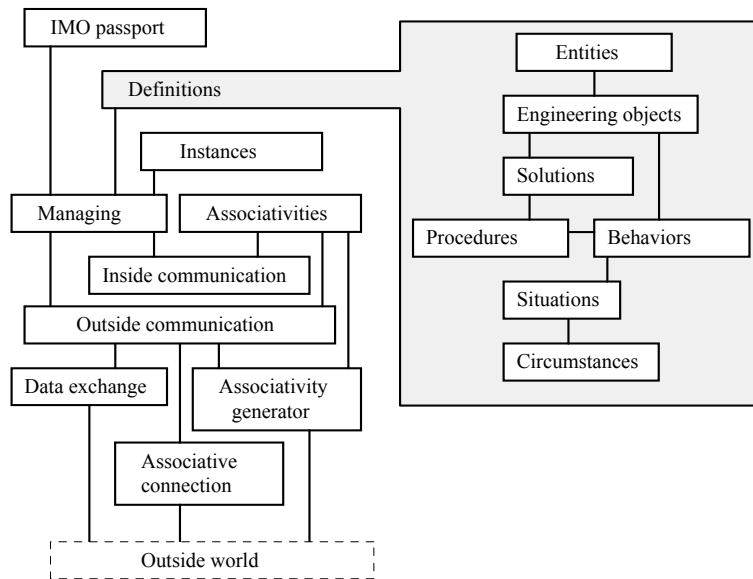 IMO passport
Definitions
Instances
Managing
Associativities
Inside communication
Outside communication
Data exchange
Associativity
generator
Associative
connection
Outside world
Entities
Engineering objects
Solutions
Procedures
Behaviors
Situations
Circumstances